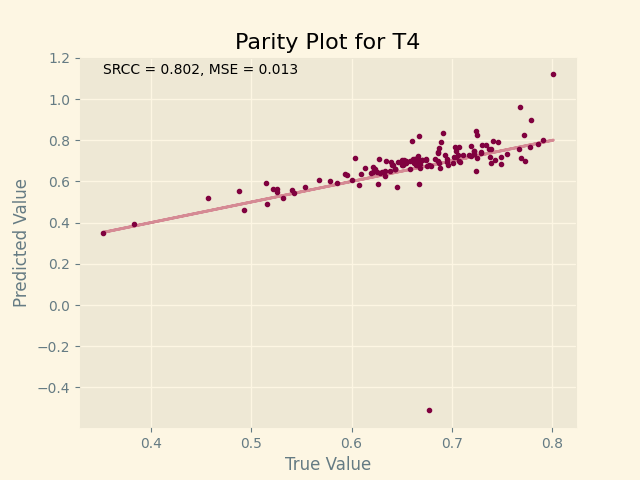 Parity Plot for T4
SRCC = 0.802, MSE = 0.013
1.2
1.0
0.8
0.6
0.4
0.2
0.0
−0.2
−0.4
Predicted Value
0.4 0.5 0.6 0.7 0.8
True Value